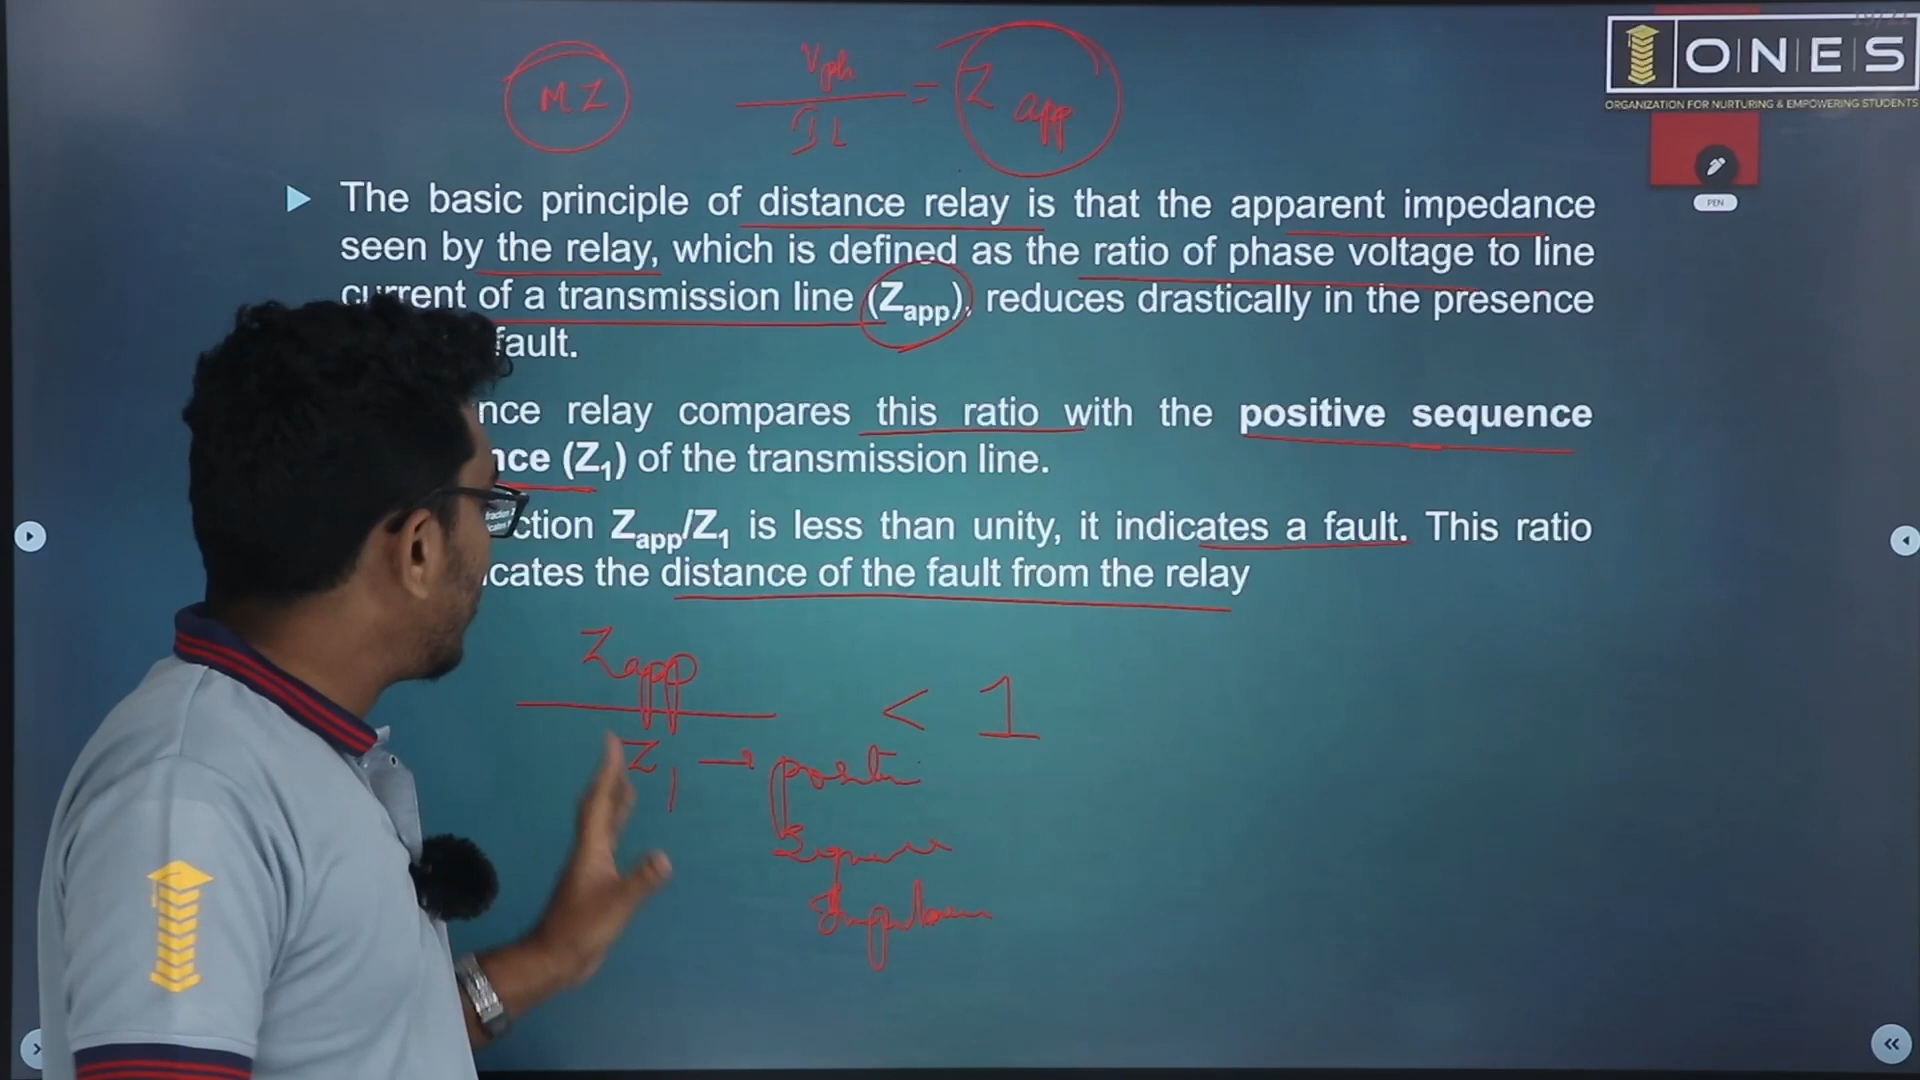 ONES
ORGANIZATION FOR NURTURING & EMPOWERING STUDENTS
PEN
MZ
Vph
IL
= Z app
The basic principle of distance relay is that the apparent impedance
seen by the relay, which is defined as the ratio of phase voltage to line
current of a transmission line (Zapp), reduces drastically in the presence
fault.
nce relay compares this ratio with the positive sequence
nce (Z1) of the transmission line.
ction Zapp/Z1 is less than unity, it indicates a fault. This ratio
icates the distance of the fault from the relay
Zapp
< 1
Z1 →